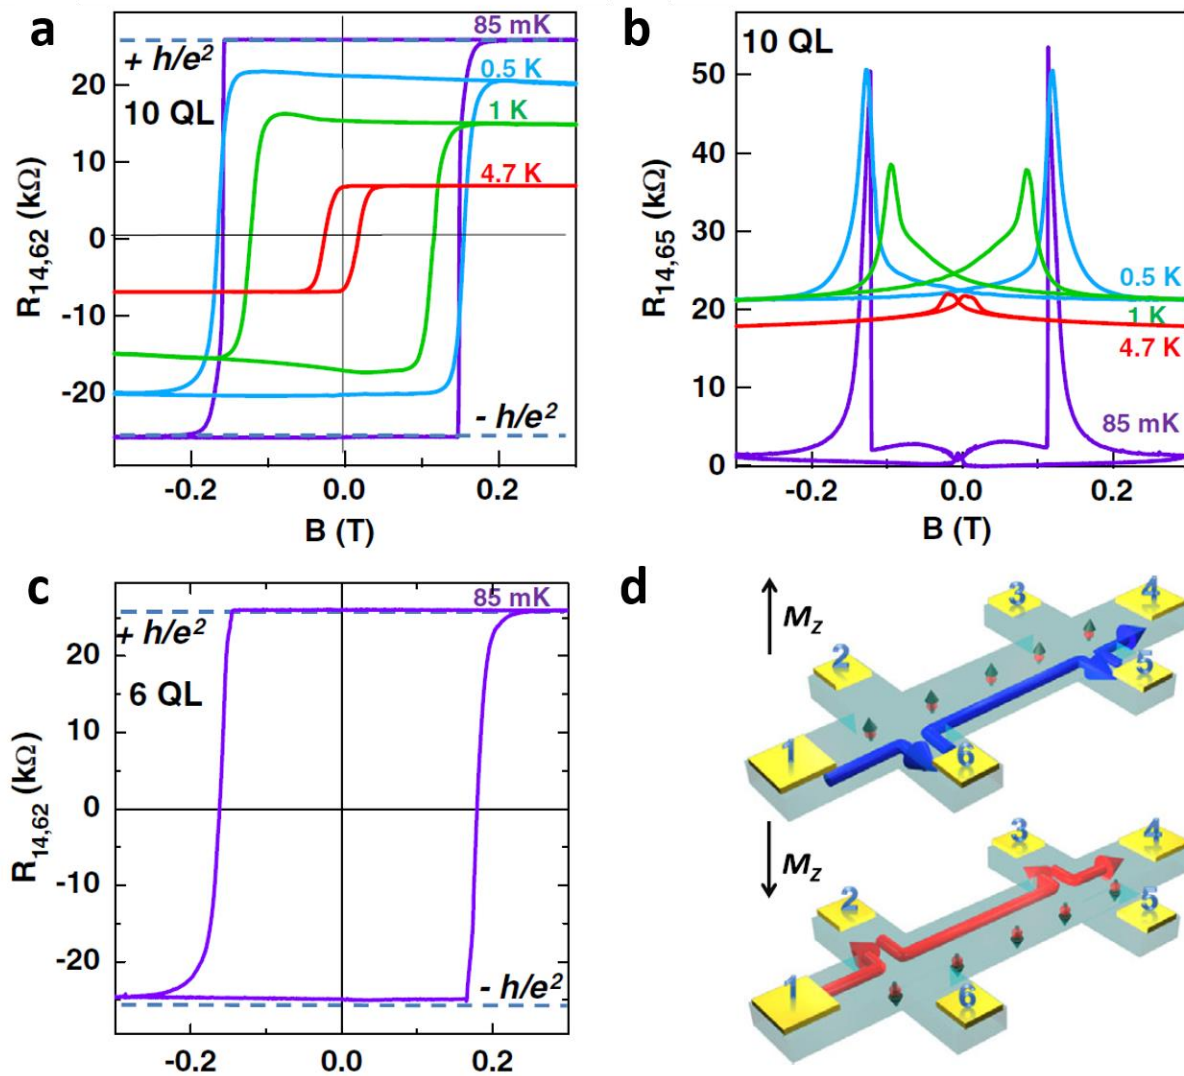 a
85 mK
+ h/e²
0.5 K
10 QL
1 K
4.7 K
- h/e²
20
10
0
-10
-20
R14,62 (kΩ)
-0.2
0.0
0.2
B (T)
b
10 QL
50
40
30
20
10
0
R14,65 (kΩ)
0.5 K
1 K
4.7 K
85 mK
-0.2
0.0
0.2
B (T)
c
85 mK
+ h/e²
6 QL
- h/e²
20
10
0
-10
-20
R14,62 (kΩ)
-0.2
0.0
0.2
d
Mz
3
4
2
5
1
6
Mz
3
4
2
5
1
6